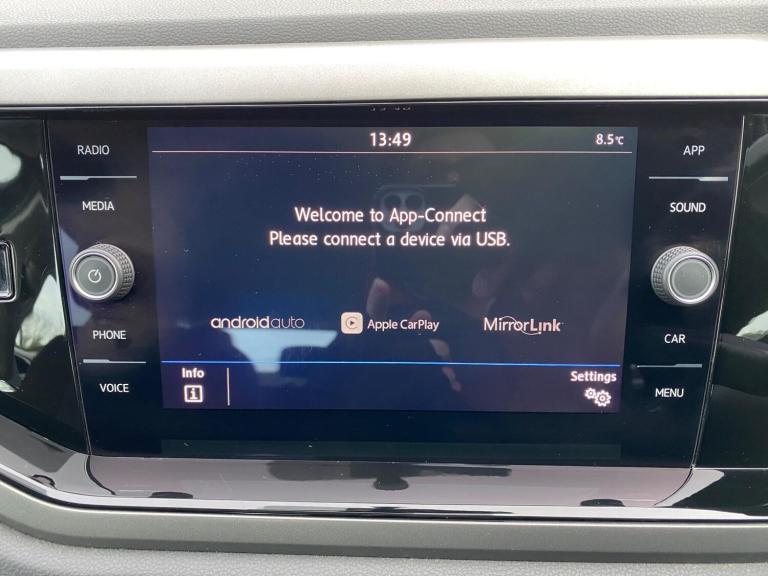 13:49
8.5°C
RADIO
MEDIA
PHONE
VOICE
Welcome to App-Connect
Please connect a device via USB.
androidauto
Apple CarPlay
MirrorLink
Info
i
Settings
APP
SOUND
CAR
MENU